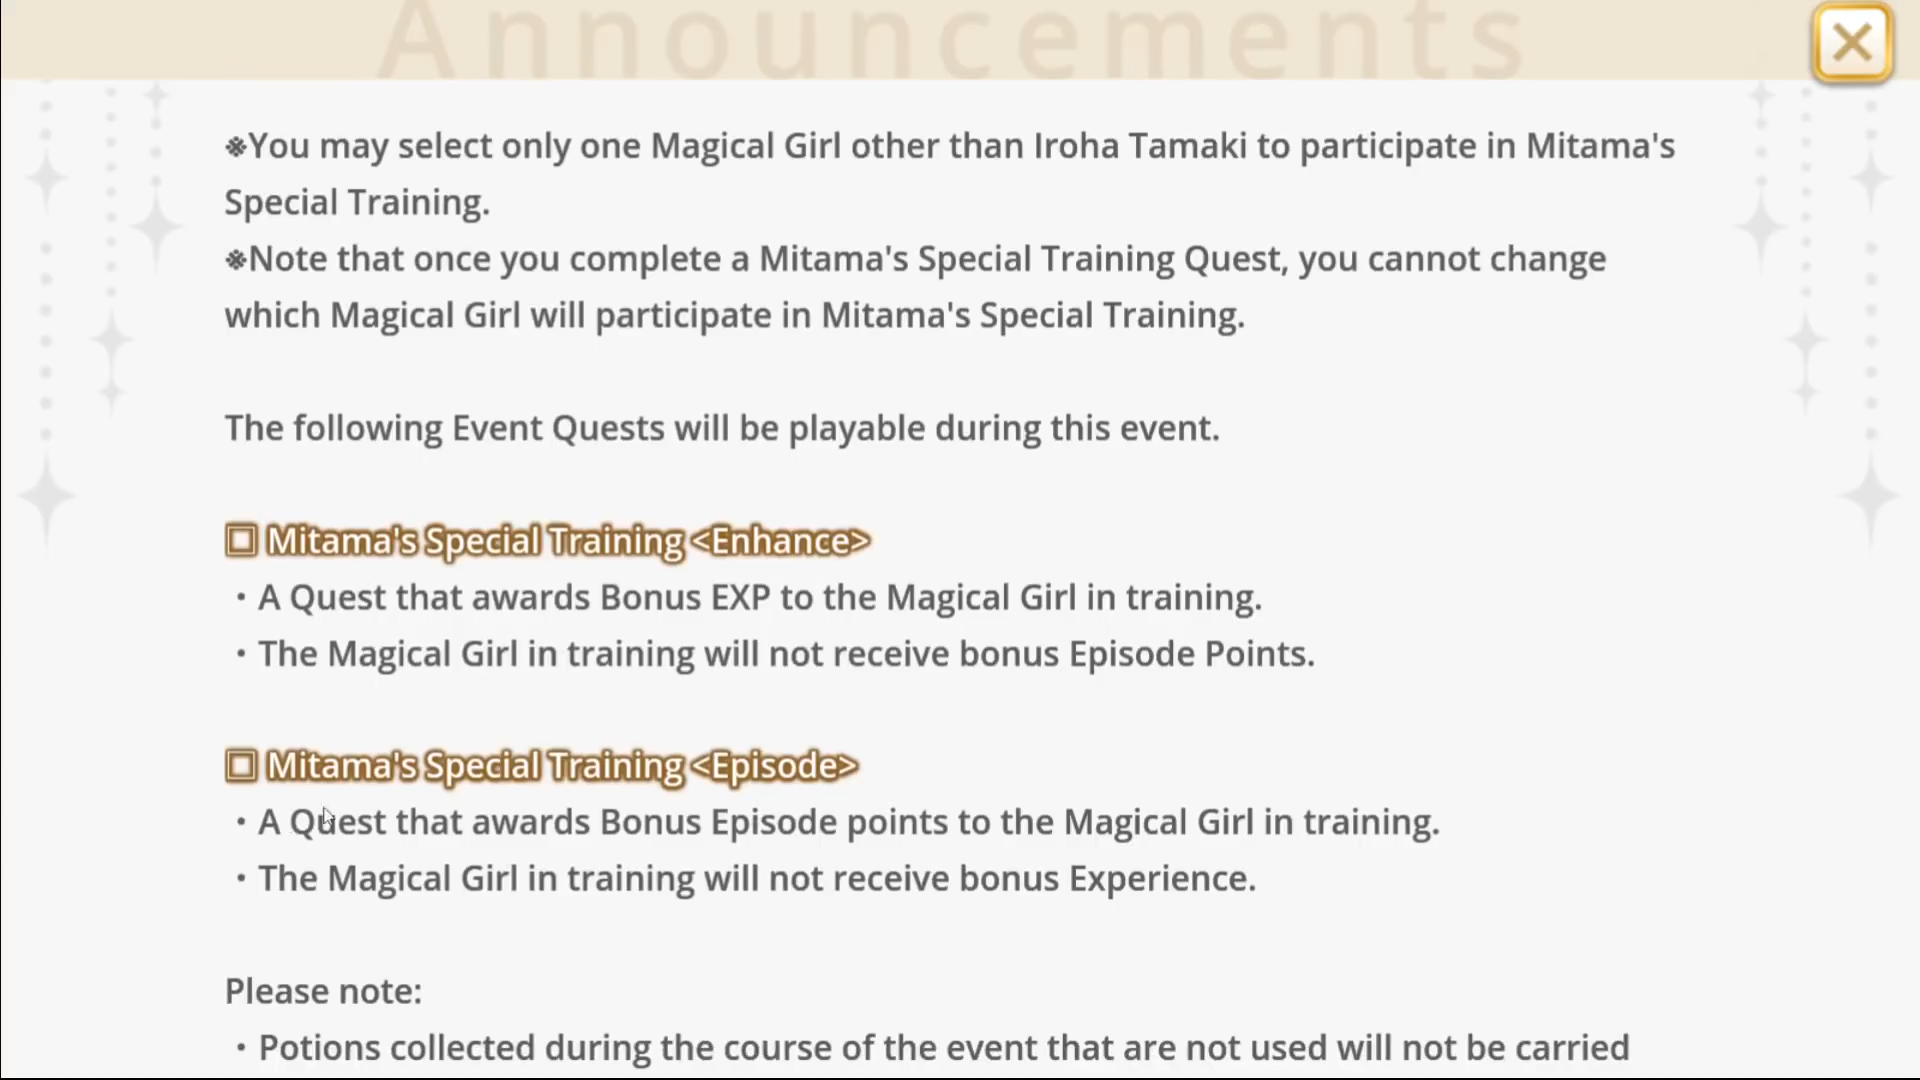 Announcements
※You may select only one Magical Girl other than Iroha Tamaki to participate in Mitama's
Special Training.
※Note that once you complete a Mitama's Special Training Quest, you cannot change
which Magical Girl will participate in Mitama's Special Training.
The following Event Quests will be playable during this event.
□ Mitama's Special Training <Enhance>
・A Quest that awards Bonus EXP to the Magical Girl in training.
・The Magical Girl in training will not receive bonus Episode Points.
□ Mitama's Special Training <Episode>
・A Quest that awards Bonus Episode points to the Magical Girl in training.
・The Magical Girl in training will not receive bonus Experience.
Please note:
・Potions collected during the course of the event that are not used will not be carried